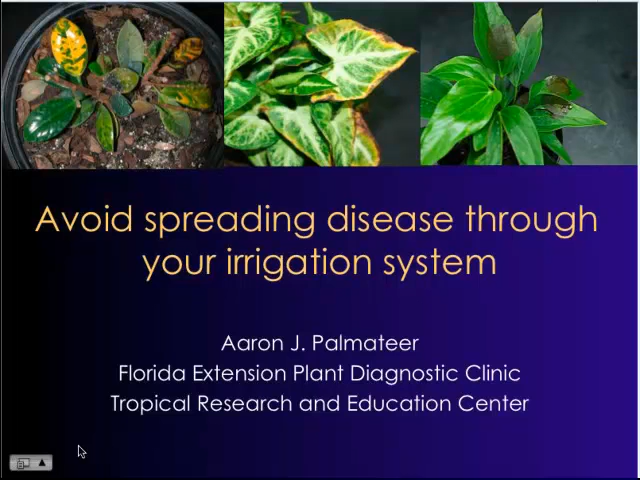 Avoid spreading disease through
your irrigation system
Aaron J. Palmateer
Florida Extension Plant Diagnostic Clinic
Tropical Research and Education Center